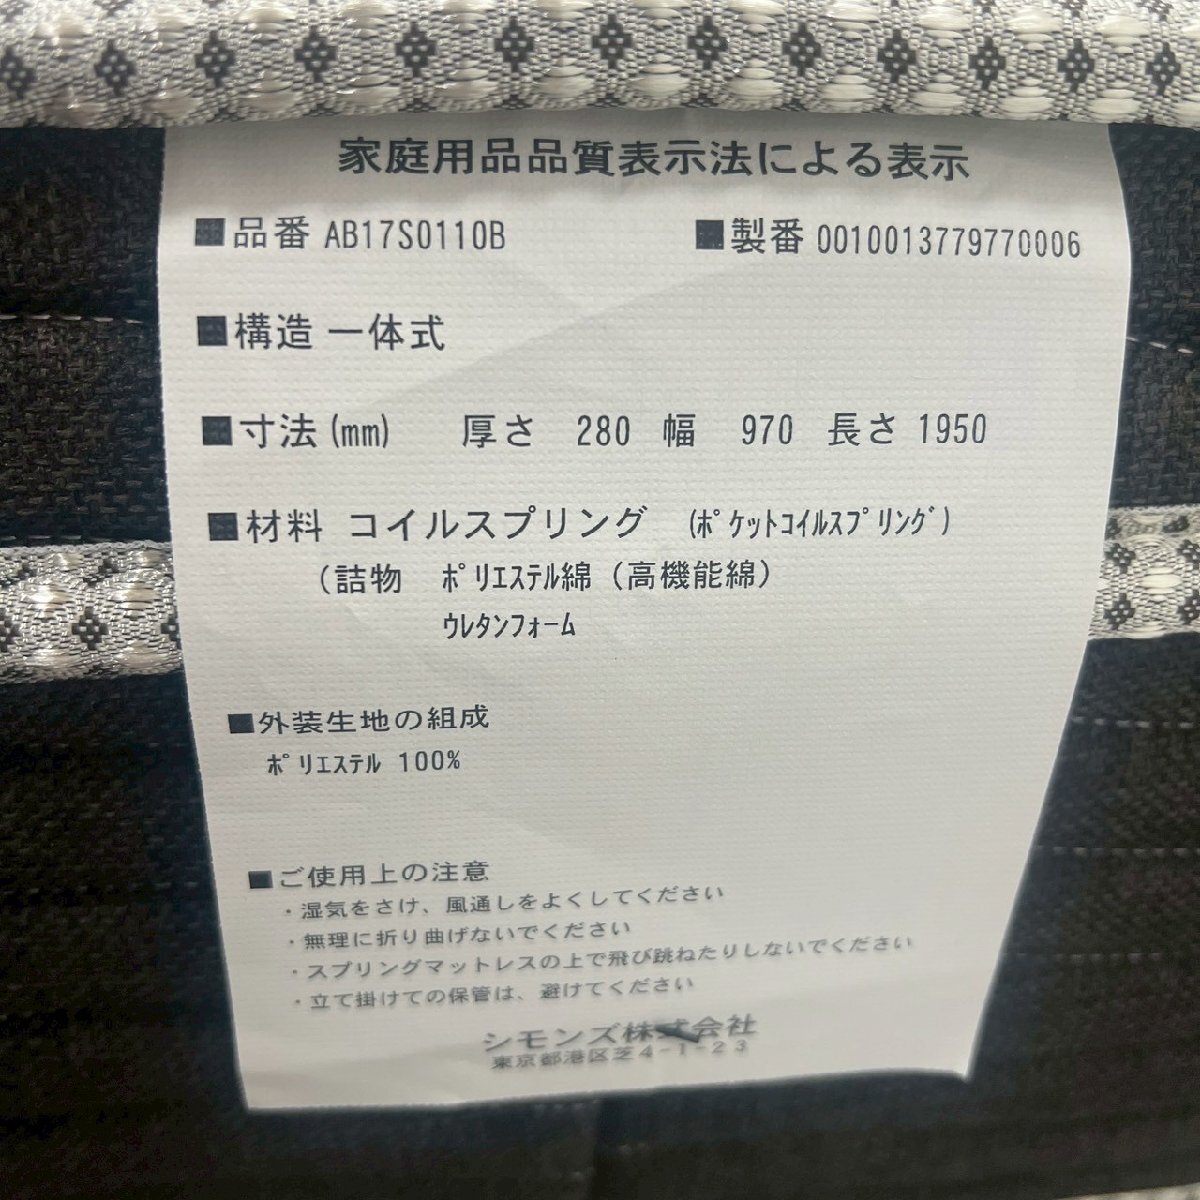 家庭用品品質表示法による表示
■品番 AB17S0110B ■製番 0010013779770006
■構造 一体式
■寸法(mm) 厚さ 280 幅 970 長さ 1950
■材料 コイルスプリング (ﾎﾟｹｯﾄｺｲﾙｽﾌﾟﾘﾝｸﾞ)
(詰物 ﾎﾟﾘｴｽﾃﾙ綿(高機能綿)
ｳﾚﾀﾝﾌｫｰﾑ
■外装生地の組成
ﾎﾟﾘｴｽﾃﾙ 100%
■ご使用上の注意
・湿気をさけ、風通しをよくしてください
・無理に折り曲げないでください
・スプリングマットレスの上で飛び跳ねたりしないでください
・立て掛けての保管は、避けてください
シモンズ株式会社
東京都港区芝4-1-23